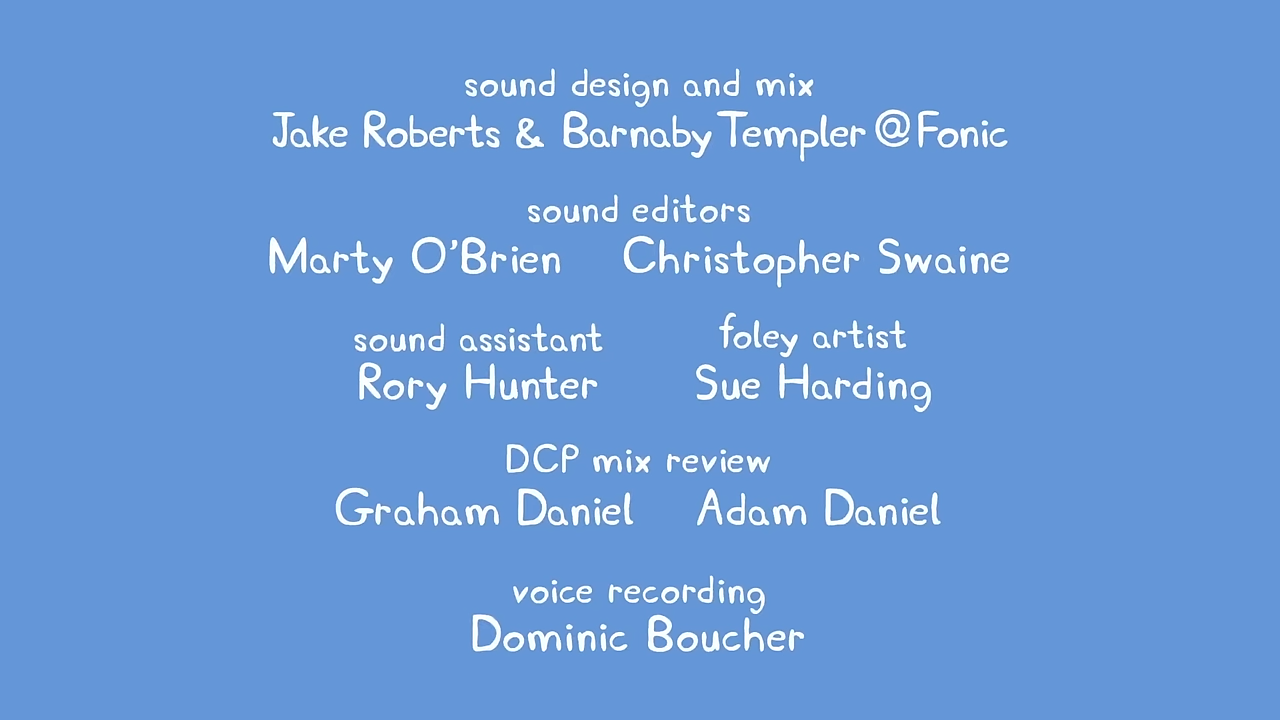 sound design and mix
Jake Roberts & Barnaby Templer @ Fonic
sound editors
Marty O'Brien Christopher Swaine
sound assistant foley artist
Rory Hunter Sue Harding
DCP mix review
Graham Daniel Adam Daniel
voice recording
Dominic Boucher